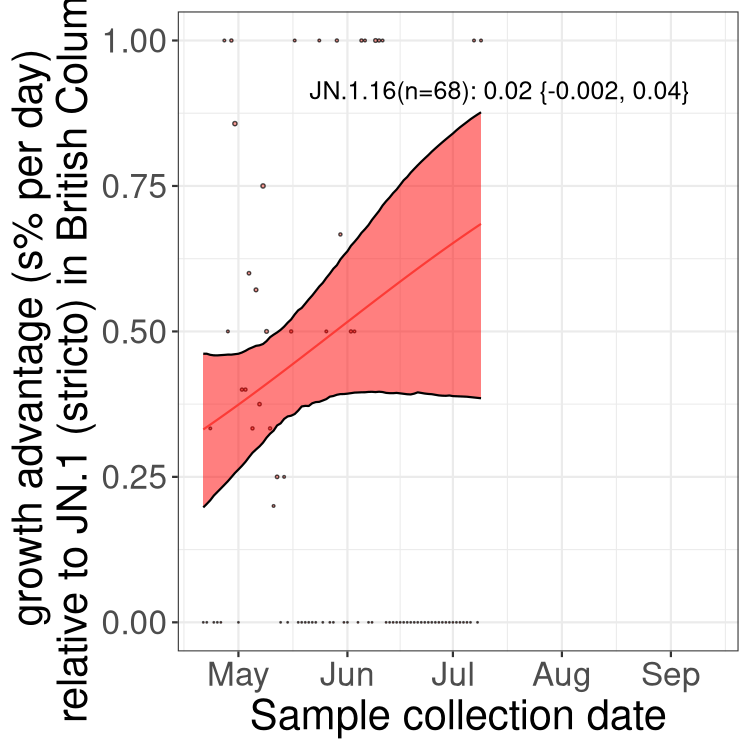 growth advantage (s% per day)
relative to JN.1 (stricto) in British Colum
1.00
0.75
0.50
0.25
0.00
JN.1.16(n=68): 0.02 {-0.002, 0.04}
May Jun Jul Aug Sep
Sample collection date